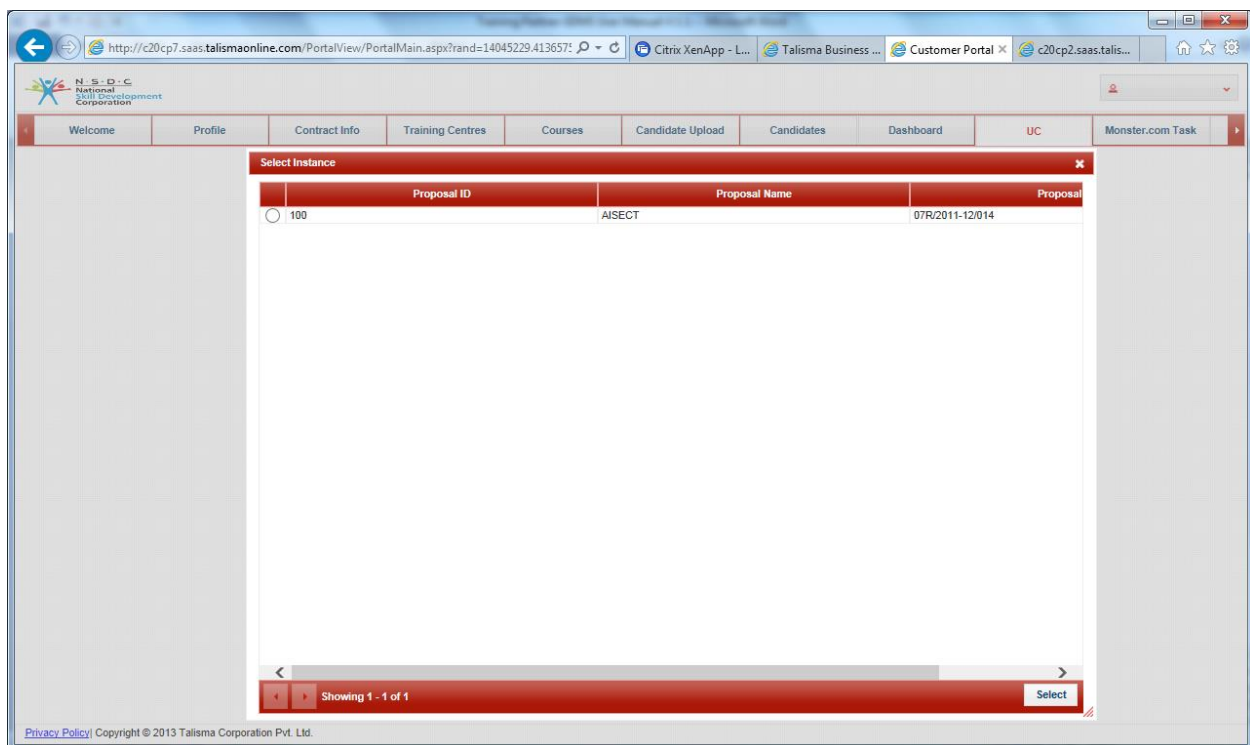 http://c20cp7.saas.talismaonline.com/PortalView/PortalMain.aspx?rand=14045229.413657
Citrix XenApp - L...
Talisma Business ...
Customer Portal
c20cp2.saas.talis...
N·S·D·C
National
Skill Development
Corporation
Welcome Profile Contract Info Training Centres Courses Candidate Upload Candidates Dashboard UC Monster.com Task
Select Instance
Proposal ID Proposal Name Proposal
100 AISECT 07R/2011-12/014
Showing 1 - 1 of 1
Select
Privacy Policy| Copyright © 2013 Talisma Corporation Pvt. Ltd.